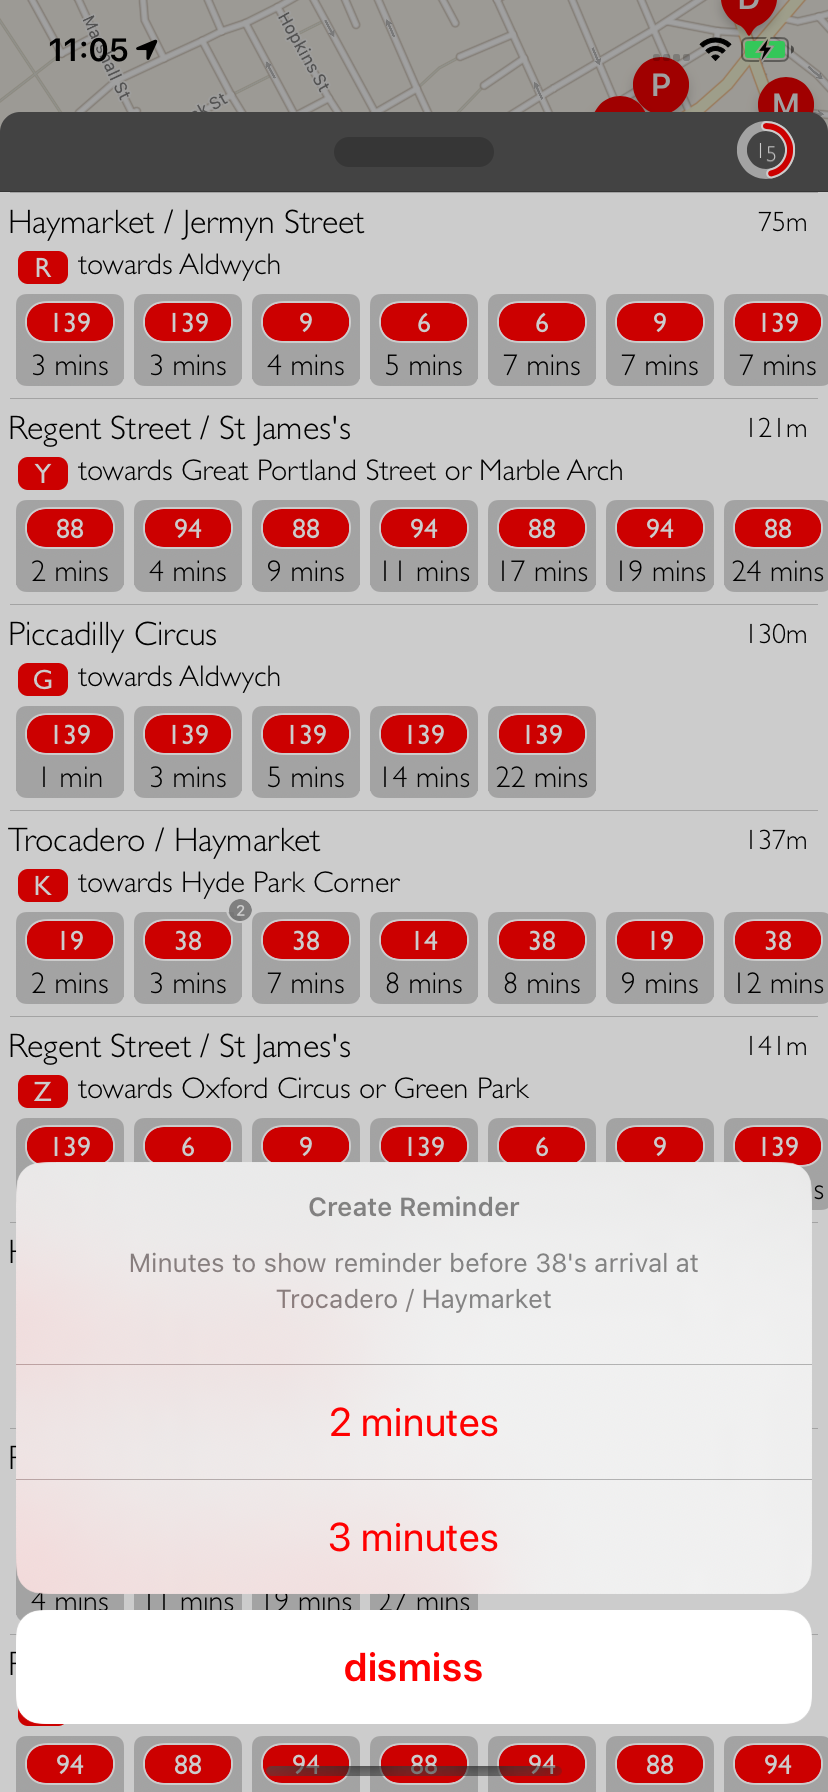 11:05
Hopkins St
D
P
M
15
Haymarket / Jermyn Street 75m
R towards Aldwych
139 139 9 6 6 9 139
3 mins 3 mins 4 mins 5 mins 7 mins 7 mins 7 mins
Regent Street / St James's 121m
Y towards Great Portland Street or Marble Arch
88 94 88 94 88 94 88
2 mins 4 mins 9 mins 11 mins 17 mins 19 mins 24 mins
Piccadilly Circus 130m
G towards Aldwych
139 139 139 139 139
1 min 3 mins 5 mins 14 mins 22 mins
Trocadero / Haymarket 137m
K towards Hyde Park Corner
2
19 38 38 14 38 19 38
2 mins 3 mins 7 mins 8 mins 8 mins 9 mins 12 mins
Regent Street / St James's 141m
Z towards Oxford Circus or Green Park
139 6 9 139 6 9 139
Create Reminder
Minutes to show reminder before 38's arrival at
Trocadero / Haymarket
2 minutes
3 minutes
4 mins 11 mins 19 mins 27 mins
dismiss
94 88 94 88 94 88 94